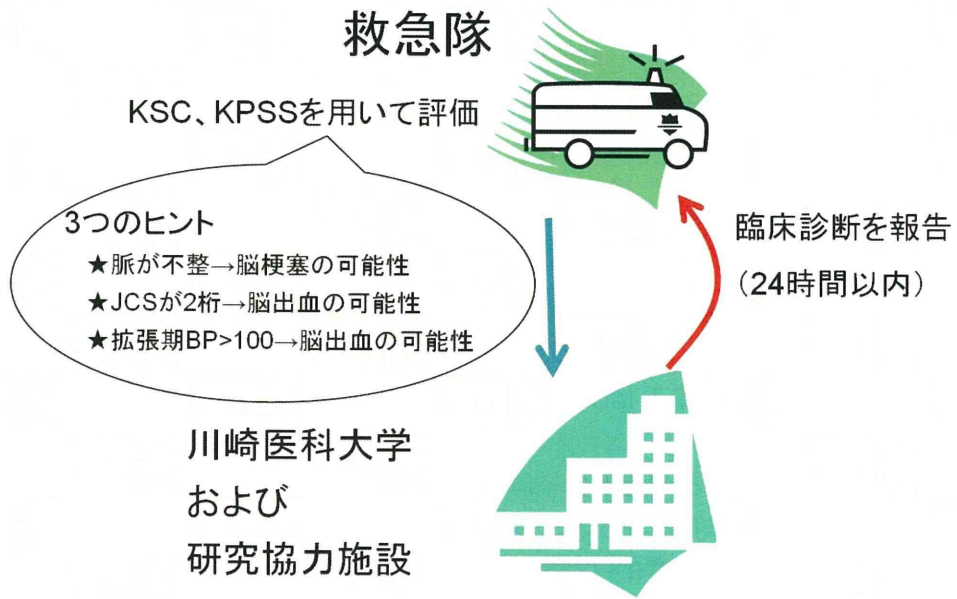 救急隊
KSC、KPSSを用いて評価
3つのヒント
★脈が不整→脳梗塞の可能性
★JCSが2桁→脳出血の可能性
★拡張期BP>100→脳出血の可能性
臨床診断を報告
（24時間以内）
川崎医科大学
および
研究協力施設